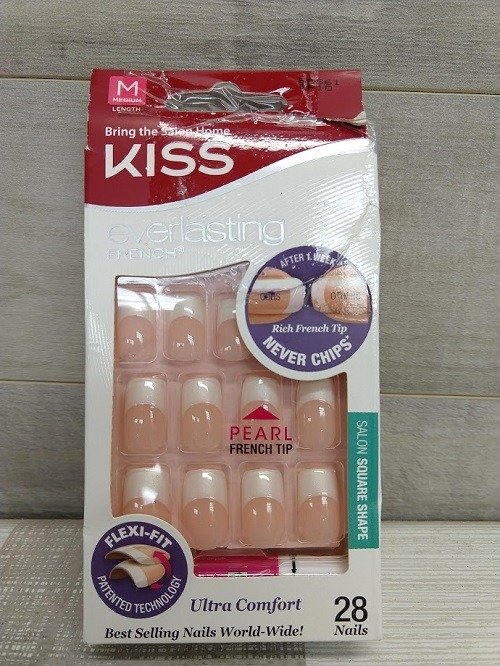 M
MEDIUM
LENGTH
Bring the Salon Home
KISS
everlasting
FRENCH®
AFTER 1 WEEK
Rich French Tip
NEVER CHIPS*
PEARL
FRENCH TIP
SALON SQUARE SHAPE
FLEXI-FIT
PATENTED TECHNOLOGY
Ultra Comfort
Best Selling Nails World-Wide!
28
Nails